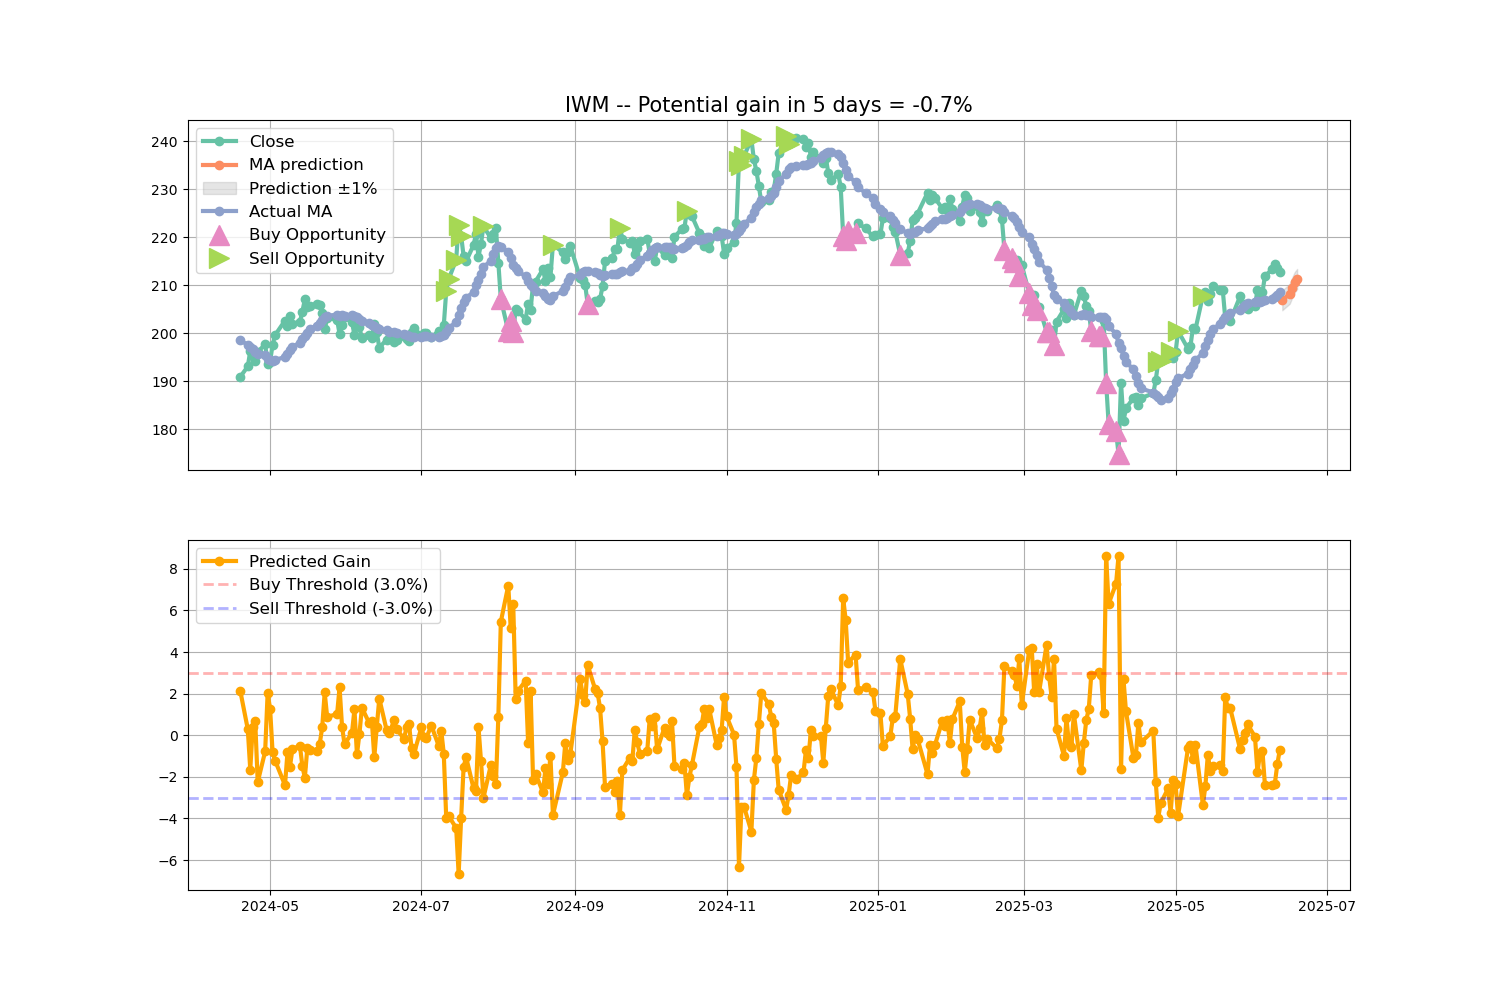 IWM -- Potential gain in 5 days = -0.7%
240
230
220
210
200
190
180
Close
MA prediction
Prediction ±1%
Actual MA
Buy Opportunity
Sell Opportunity
8
6
4
2
0
−2
−4
−6
Predicted Gain
Buy Threshold (3.0%)
Sell Threshold (-3.0%)
2024-05 2024-07 2024-09 2024-11 2025-01 2025-03 2025-05 2025-07